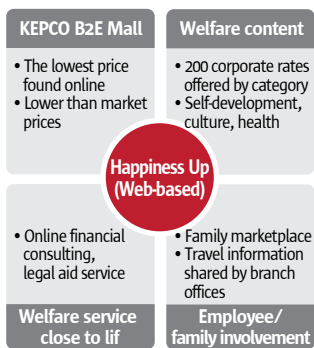 KEPCO B2E Mall
• The lowest price
found online
• Lower than market
prices
Welfare content
• 200 corporate rates
offered by category
• Self-development,
culture, health
Happiness Up
(Web-based)
• Online financial
consulting,
legal aid service
Welfare service
close to lif
• Family marketplace
• Travel information
shared by branch
offices
Employee/
family involvement